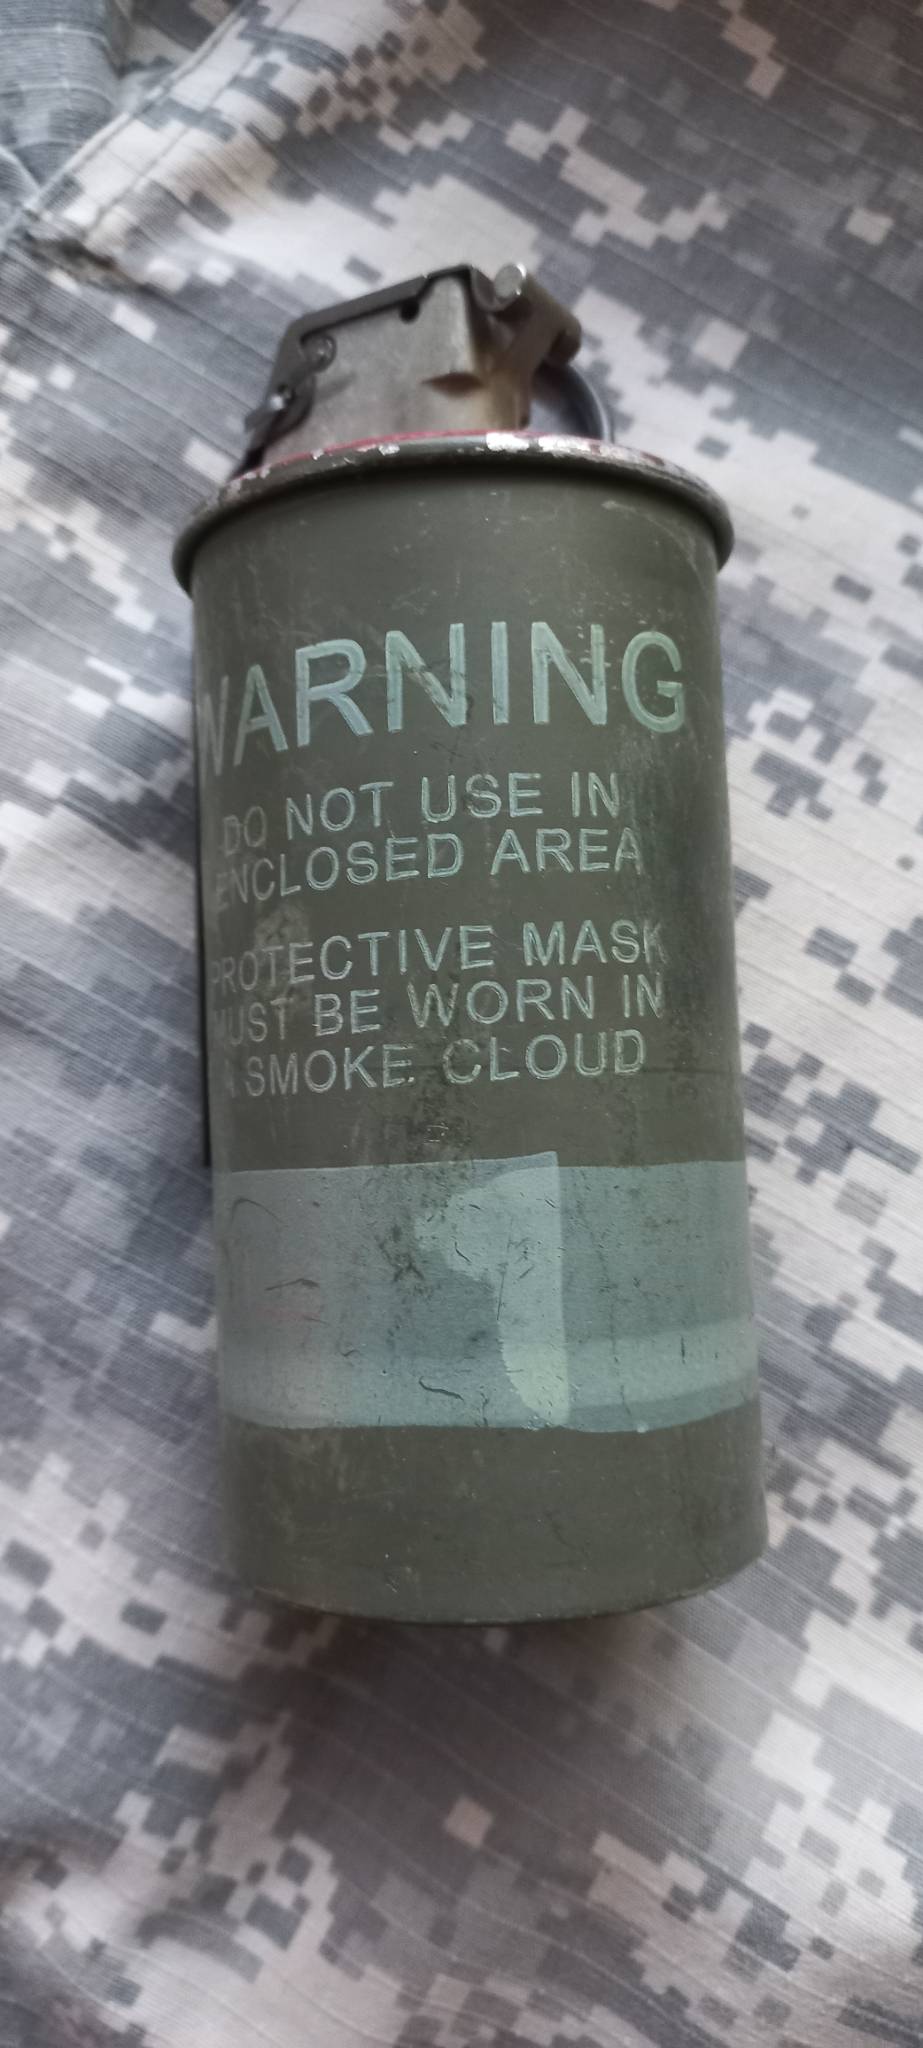 WARNING
DO NOT USE IN
ENCLOSED AREA
PROTECTIVE MASK
MUST BE WORN IN
A SMOKE CLOUD